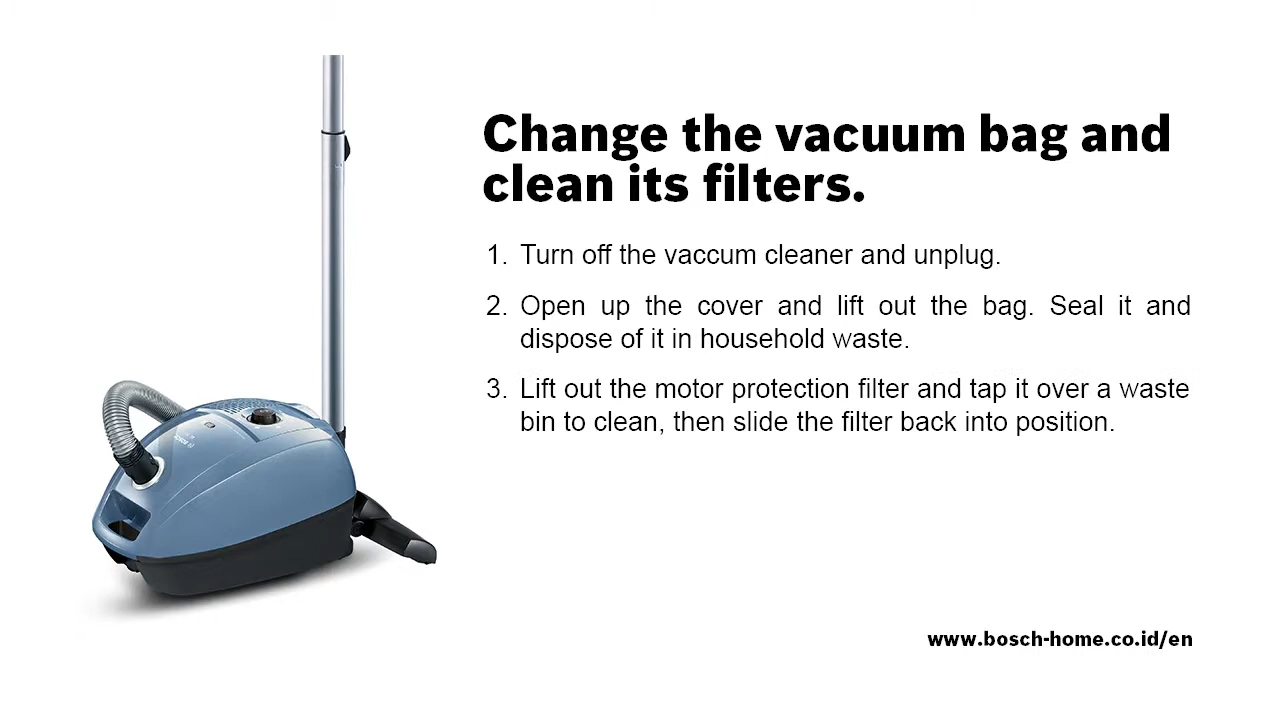 Change the vacuum bag and
clean its filters.
1. Turn off the vaccum cleaner and unplug.
2. Open up the cover and lift out the bag. Seal it and
dispose of it in household waste.
3. Lift out the motor protection filter and tap it over a waste
bin to clean, then slide the filter back into position.
BOSCH
www.bosch-home.co.id/en